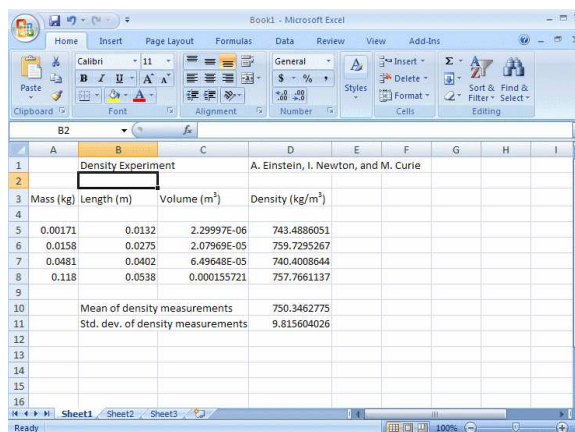 Book1 - Microsoft Excel
Home Insert Page Layout Formulas Data Review View Add-Ins
Paste
Clipboard
Calibri 11
B I U A A
A
Font
Alignment
General
$ % ,
.0 .00 .00 .0
Number
A
Styles
Insert
Delete
Format
Cells
Σ
Sort & Filter
Find & Select
Editing
B2 fx
A B C D E F G H I
1 Density Experiment A. Einstein, I. Newton, and M. Curie
2
3 Mass (kg) Length (m) Volume (m³) Density (kg/m³)
4
5 0.00171 0.0132 2.29997E-06 743.4886051
6 0.0158 0.0275 2.07969E-05 759.7295267
7 0.0481 0.0402 6.49648E-05 740.4008644
8 0.118 0.0538 0.000155721 757.7661137
9
10 Mean of density measurements 750.3462775
11 Std. dev. of density measurements 9.815604026
12
13
14
15
16
Sheet1 Sheet2 Sheet3
Ready 100%